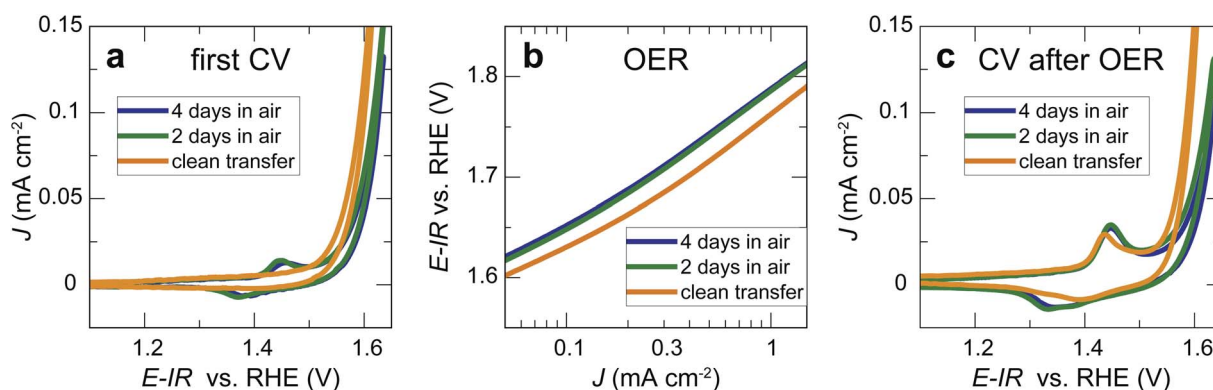 a first CV
4 days in air
2 days in air
clean transfer
0.15
0.1
0.05
0
J (mA cm-2)
1.2 1.4 1.6
E-IR vs. RHE (V)
b OER
1.8
1.7
1.6
E-IR vs. RHE (V)
4 days in air
2 days in air
clean transfer
0.1 0.3 1
J (mA cm-2)
c CV after OER
4 days in air
2 days in air
clean transfer
0.15
0.1
0.05
0
J (mA cm-2)
1.2 1.4 1.6
E-IR vs. RHE (V)